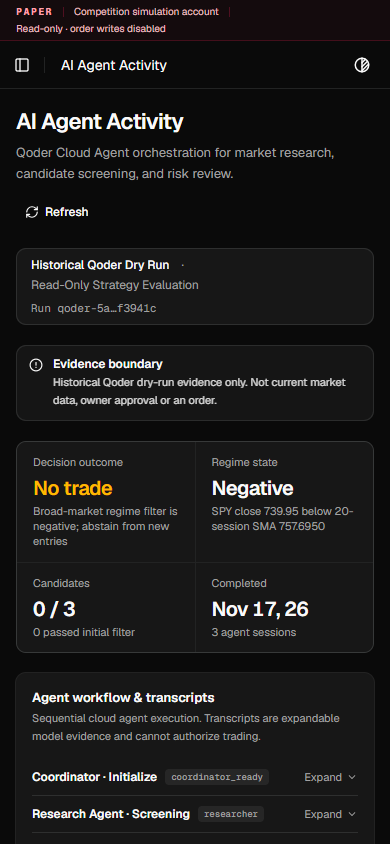 PAPER Competition simulation account
Read-only · order writes disabled
AI Agent Activity
AI Agent Activity
Qoder Cloud Agent orchestration for market research,
candidate screening, and risk review.
Refresh
Historical Qoder Dry Run ·
Read-Only Strategy Evaluation
Run qoder-5a…f3941c
Evidence boundary
Historical Qoder dry-run evidence only. Not current market
data, owner approval or an order.
Decision outcome
No trade
Broad-market regime filter is
negative; abstain from new
entries
Regime state
Negative
SPY close 739.95 below 20-
session SMA 757.6950
Candidates
0 / 3
0 passed initial filter
Completed
Nov 17, 26
3 agent sessions
Agent workflow & transcripts
Sequential cloud agent execution. Transcripts are expandable
model evidence and cannot authorize trading.
Coordinator · Initialize coordinator_ready Expand
Research Agent · Screening researcher Expand